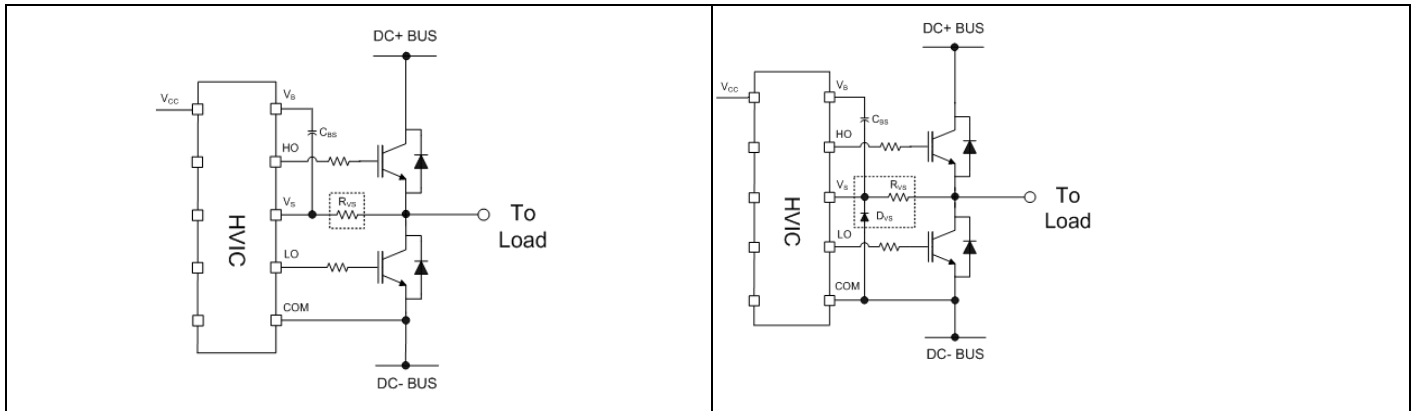 DC+ BUS
VCC
VB
CBS
HO
VS
RVS
To
Load
HVIC
LO
COM
DC- BUS
DC+ BUS
VCC
VB
CBS
HO
VS
RVS
To
Load
DVS
HVIC
LO
COM
DC- BUS